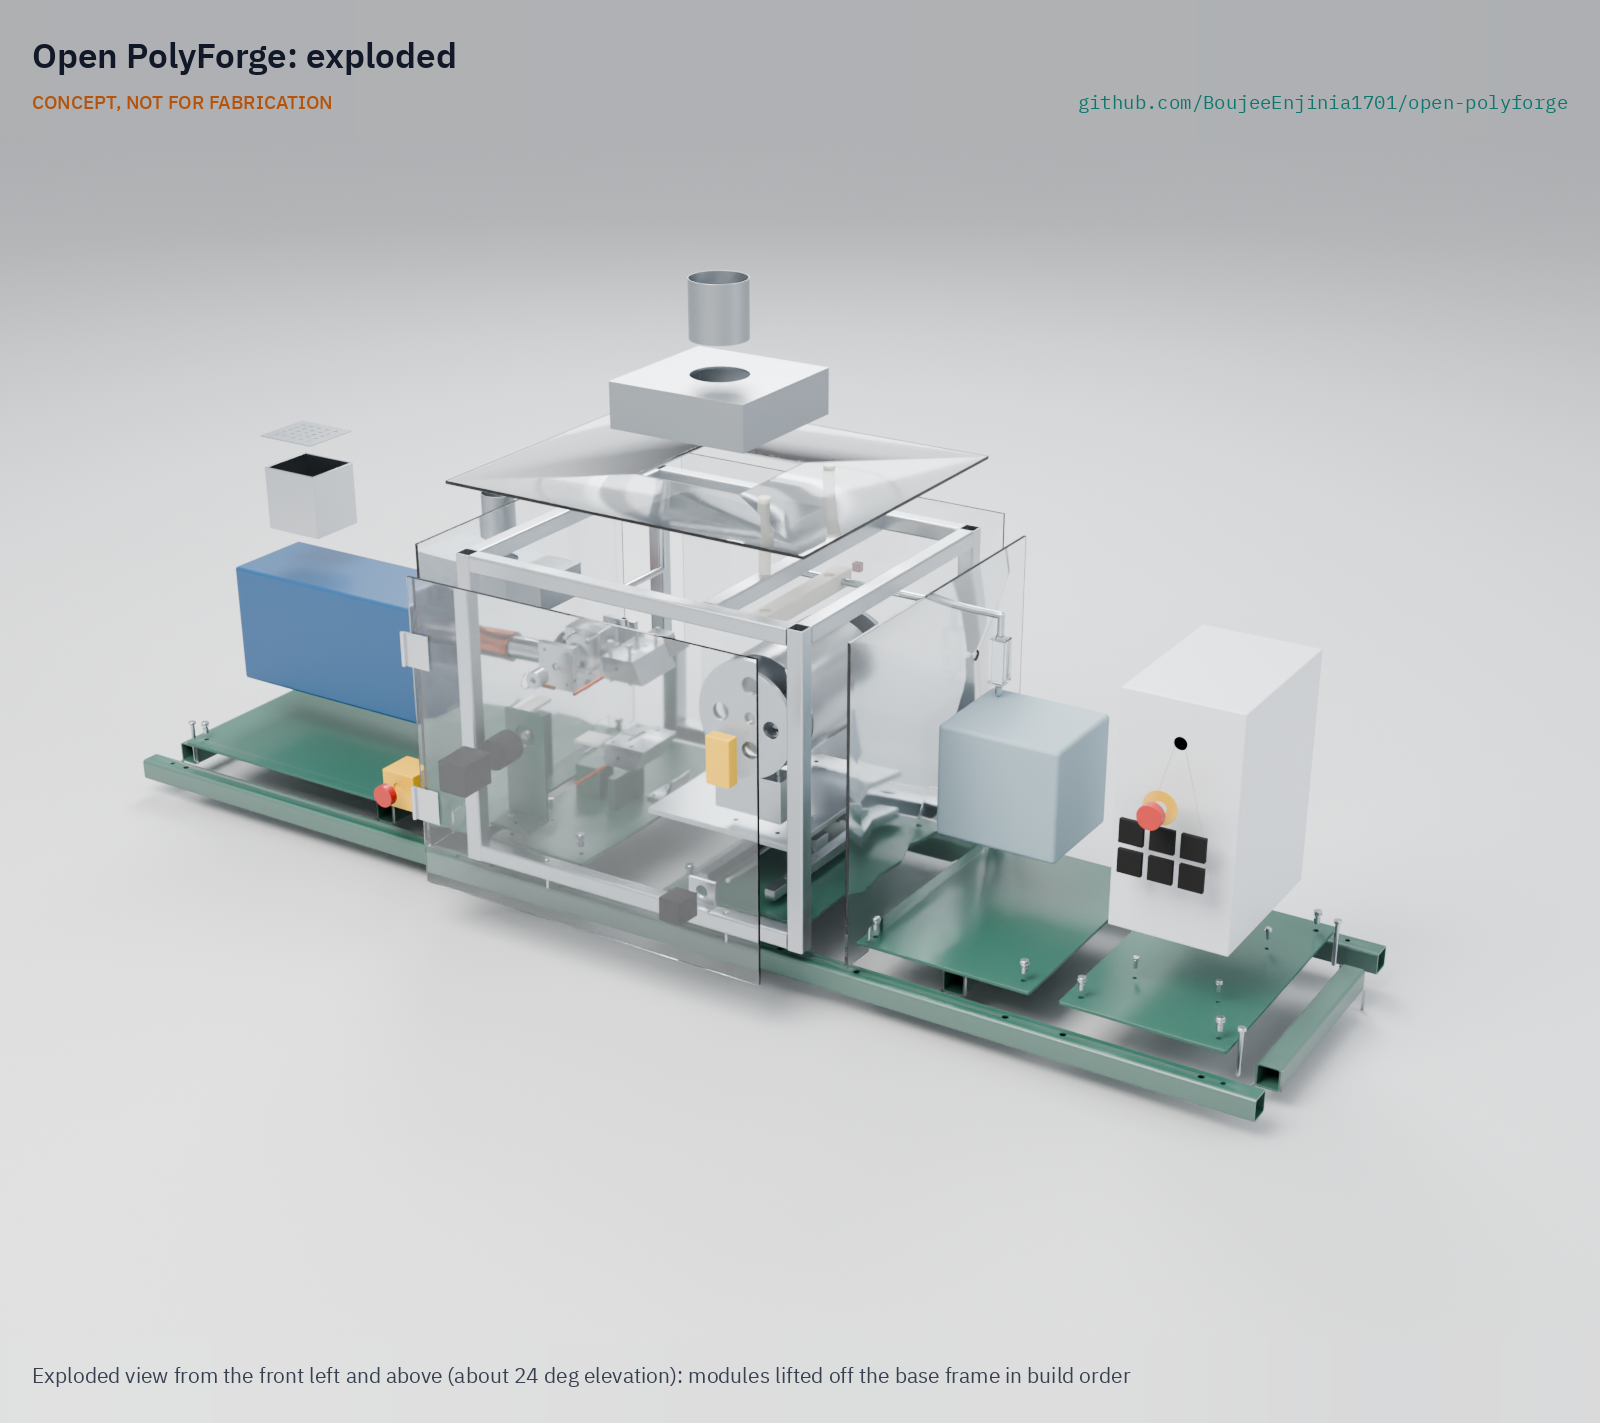 Open PolyForge: exploded
CONCEPT, NOT FOR FABRICATION
github.com/BoujeeEnjinia1701/open-polyforge
Exploded view from the front left and above (about 24 deg elevation): modules lifted off the base frame in build order